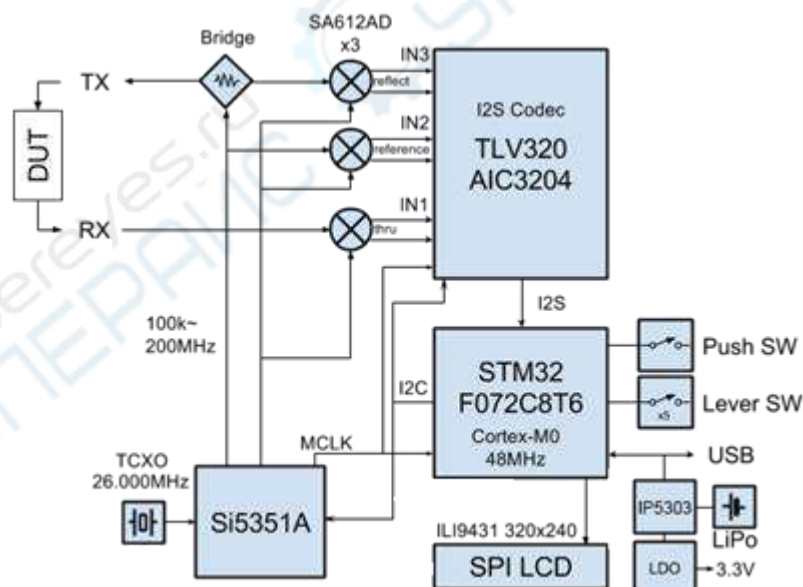 SA612AD
x3
Bridge
IN3
TX
reflect
I2S Codec
TLV320
AIC3204
IN2
reference
DUT
IN1
RX
thru
100k~
200MHz
I2S
Push SW
I2C
STM32
F072C8T6
Cortex-M0
48MHz
x5
Lever SW
MCLK
TCXO
26.000MHz
USB
Si5351A
IP5303
LiPo
ILI9431 320x240
SPI LCD
LDO
3.3V